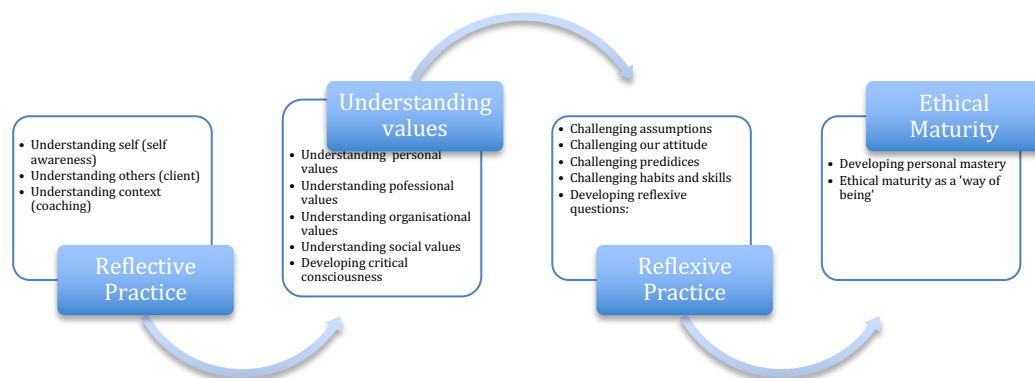 • Understanding self (self
awareness)
• Understanding others (client)
• Understanding context
(coaching)
Reflective
Practice
Understanding
values
• Understanding personal
values
• Understanding pofessional
values
• Understanding organisational
values
• Understanding social values
• Developing critical
consciousness
• Challenging assumptions
• Challenging our attitude
• Challenging predidices
• Challenging habits and skills
• Developing reflexive
questions:
Reflexive
Practice
Ethical
Maturity
• Developing personal mastery
• Ethical maturity as a 'way of
being'